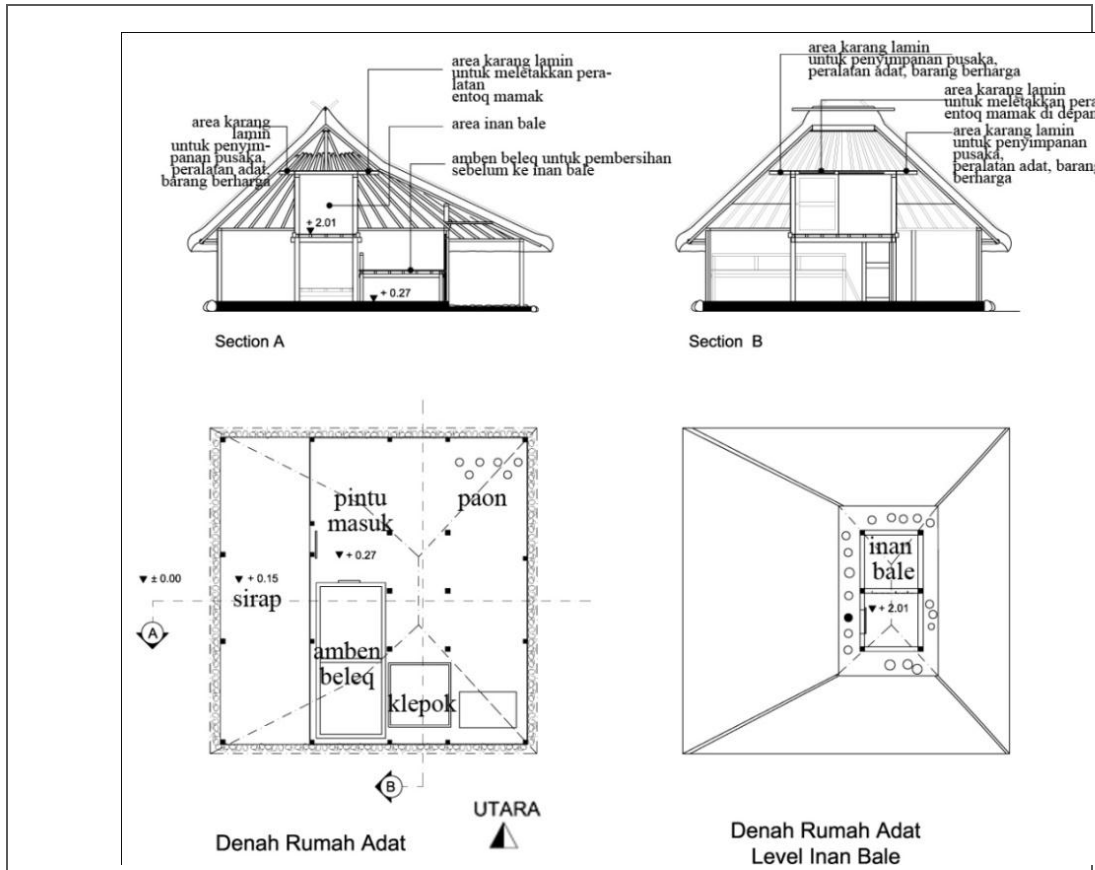 area karang lamin
untuk meletakkan pera-
latan
entoq mamak
area inan bale
amben beleq untuk pembersihan
sebelum ke inan bale
area karang
lamin
untuk penyim-
panan pusaka,
peralatan adat,
barang berharga
+ 2.01
+ 0.27
Section A
area karang lamin
untuk penyimpanan pusaka,
peralatan adat, barang berharga
area karang lamin
untuk meletakkan pera
entoq mamak di depan
area karang lamin
untuk penyimpanan
pusaka,
peralatan adat, barang
berharga
Section B
pintu
masuk
paon
+ 0.27
± 0.00
+ 0.15
sirap
A
amben
beleq
klepok
B
UTARA
Denah Rumah Adat
inan
bale
+ 2.01
Denah Rumah Adat
Level Inan Bale